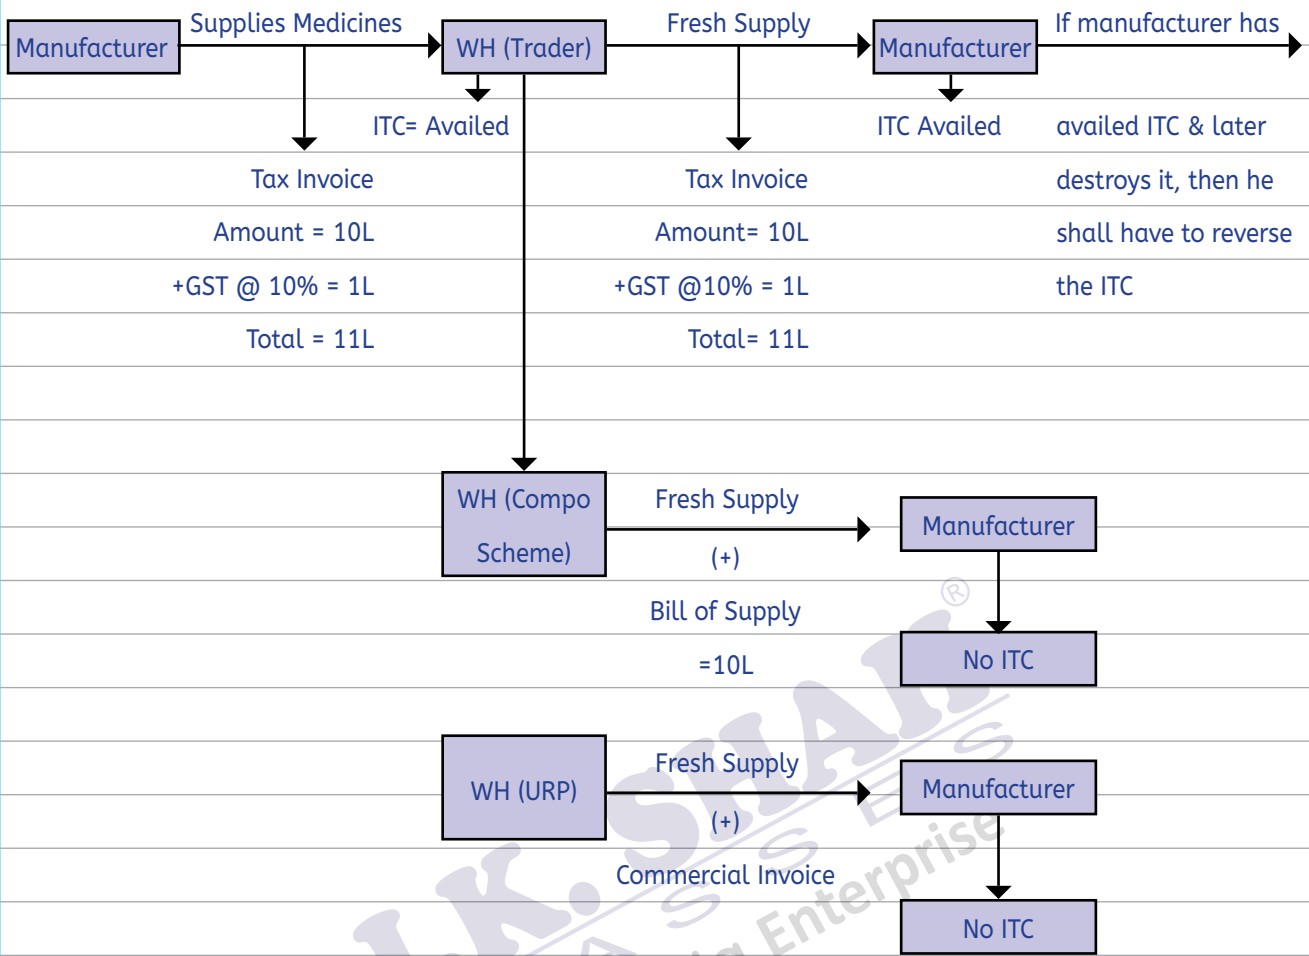 Manufacturer
Supplies Medicines
WH (Trader)
Fresh Supply
Manufacturer
If manufacturer has
ITC= Availed
ITC Availed
availed ITC & later
destroys it, then he
shall have to reverse
the ITC
Tax Invoice
Amount = 10L
+GST @ 10% = 1L
Total = 11L
Tax Invoice
Amount= 10L
+GST @10% = 1L
Total= 11L
WH (Compo
Scheme)
Fresh Supply
(+)
Bill of Supply
=10L
Manufacturer
No ITC
WH (URP)
Fresh Supply
(+)
Commercial Invoice
Manufacturer
No ITC
J.K. SHAH®
Enterprise